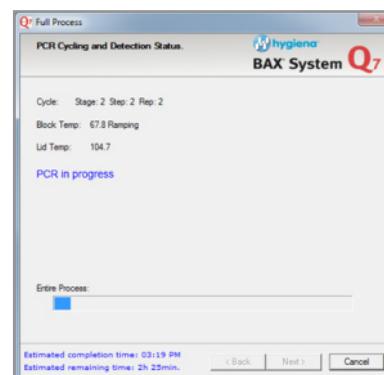 Q7 Full Process
PCR Cycling and Detection Status.
hygiena
BAX System Q7
Cycle: Stage: 2 Step: 2 Rep: 2
Block Temp: 67.8 Ramping
Lid Temp: 104.7
PCR in progress
Entire Process:
Estimated completion time: 03:19 PM
Estimated remaining time: 2h 25min.
< Back Next > Cancel